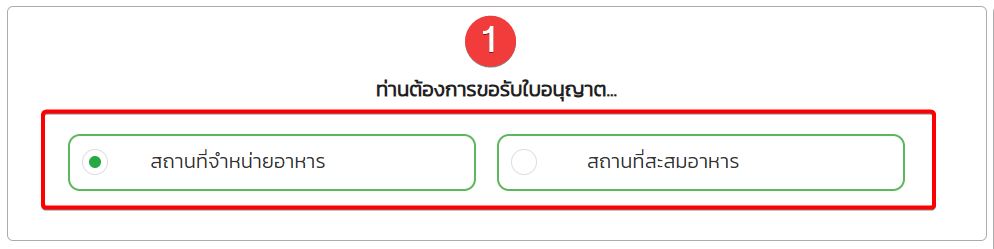 1
ท่านต้องการขอรับใบอนุญาต...
สถานที่จำหน่ายอาหาร
สถานที่สะสมอาหาร